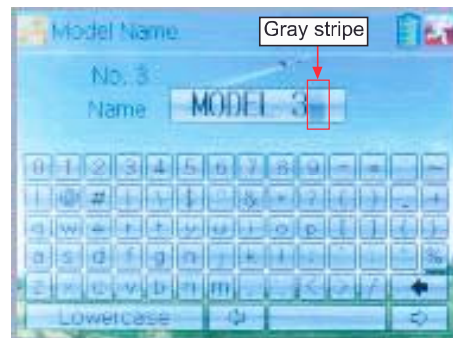 Model Name
Gray stripe
No. 3
Name MODEL 3
0 1 2 3 4 5 6 7 8 9 - =
@ # \ $ & * ? { }
q w e r t y u i o p [ ]
a s d f g h j k l %
z x c v b n m < > /
Lowercase